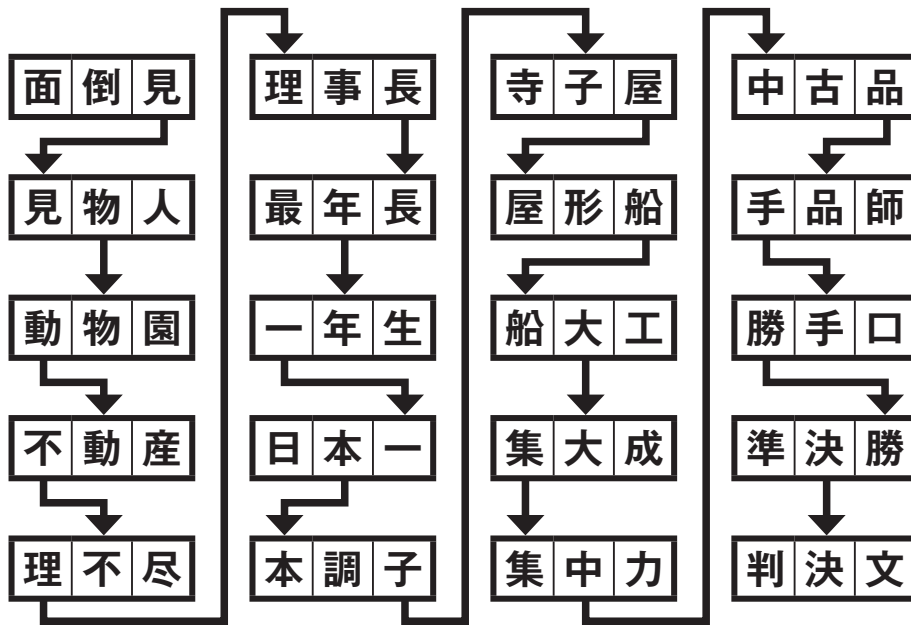 面倒見
見物人
動物園
不動産
理不尽
理事長
最年長
一年生
日本一
本調子
寺子屋
屋形船
船大工
集大成
集中力
中古品
手品師
勝手口
準決勝
判決文